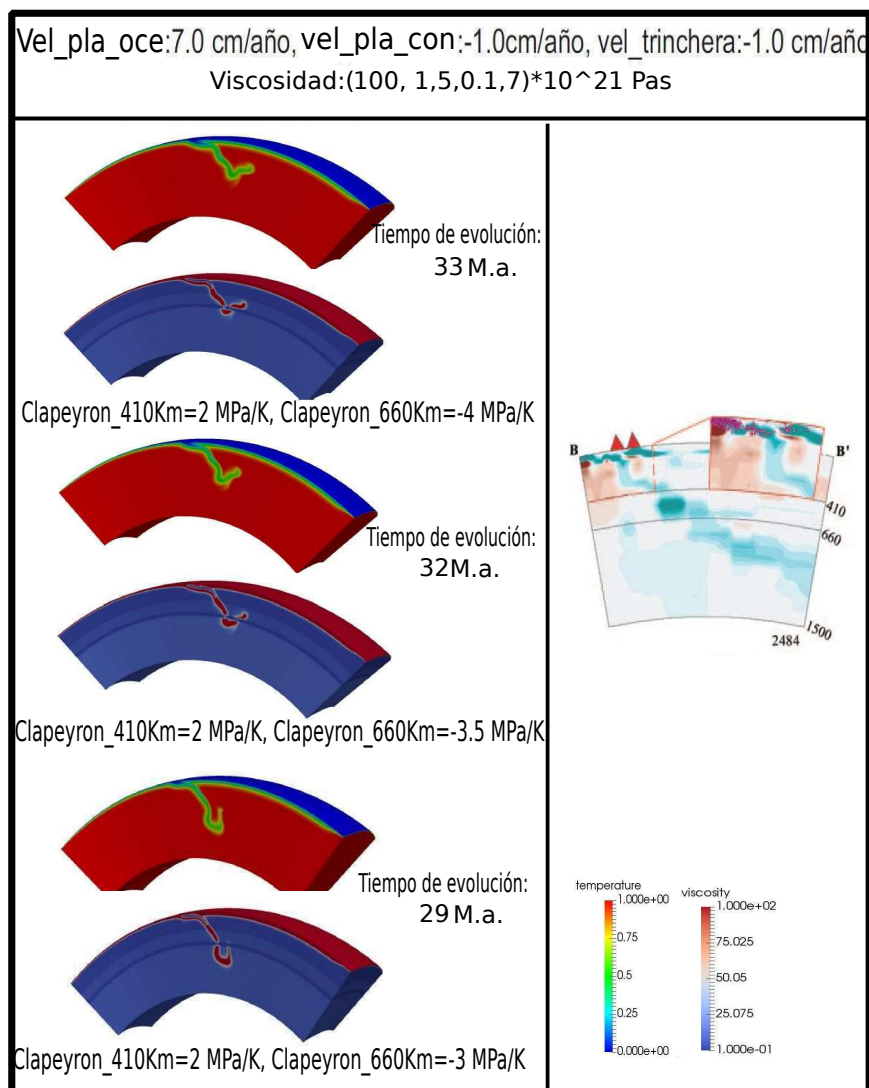 Vel_pla_oce:7.0 cm/año, vel_pla_con:-1.0cm/año, vel_trinchera:-1.0 cm/año
Viscosidad:(100, 1,5,0.1,7)*10^21 Pas
Tiempo de evolución:
33 M.a.
Clapeyron_410Km=2 MPa/K, Clapeyron_660Km=-4 MPa/K
Tiempo de evolución:
32M.a.
Clapeyron_410Km=2 MPa/K, Clapeyron_660Km=-3.5 MPa/K
Tiempo de evolución:
29 M.a.
Clapeyron_410Km=2 MPa/K, Clapeyron_660Km=-3 MPa/K
B
B'
410
660
1500
2484
temperature
1.000e+00
0.75
0.5
0.25
0.000e+00
viscosity
1.000e+02
75.025
50.05
25.075
1.000e-01